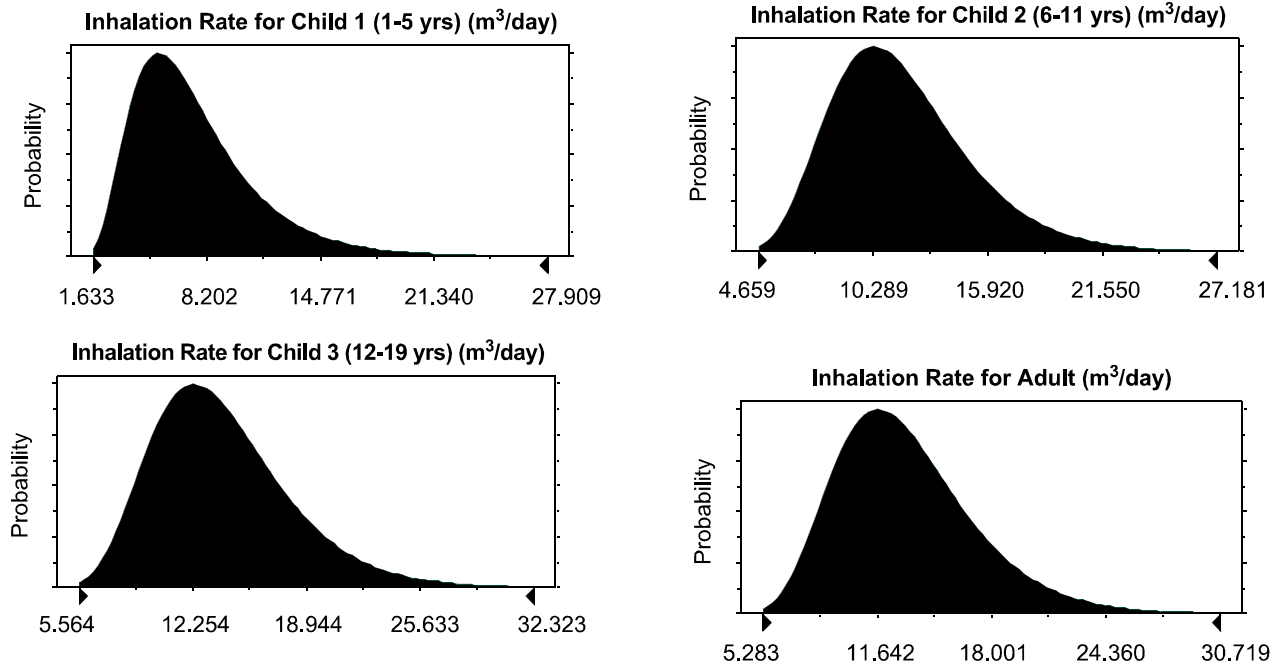 Inhalation Rate for Child 1 (1-5 yrs) (m³/day)
Probability
1.633 8.202 14.771 21.340 27.909
Inhalation Rate for Child 2 (6-11 yrs) (m³/day)
Probability
4.659 10.289 15.920 21.550 27.181
Inhalation Rate for Child 3 (12-19 yrs) (m³/day)
Probability
5.564 12.254 18.944 25.633 32.323
Inhalation Rate for Adult (m³/day)
Probability
5.283 11.642 18.001 24.360 30.719